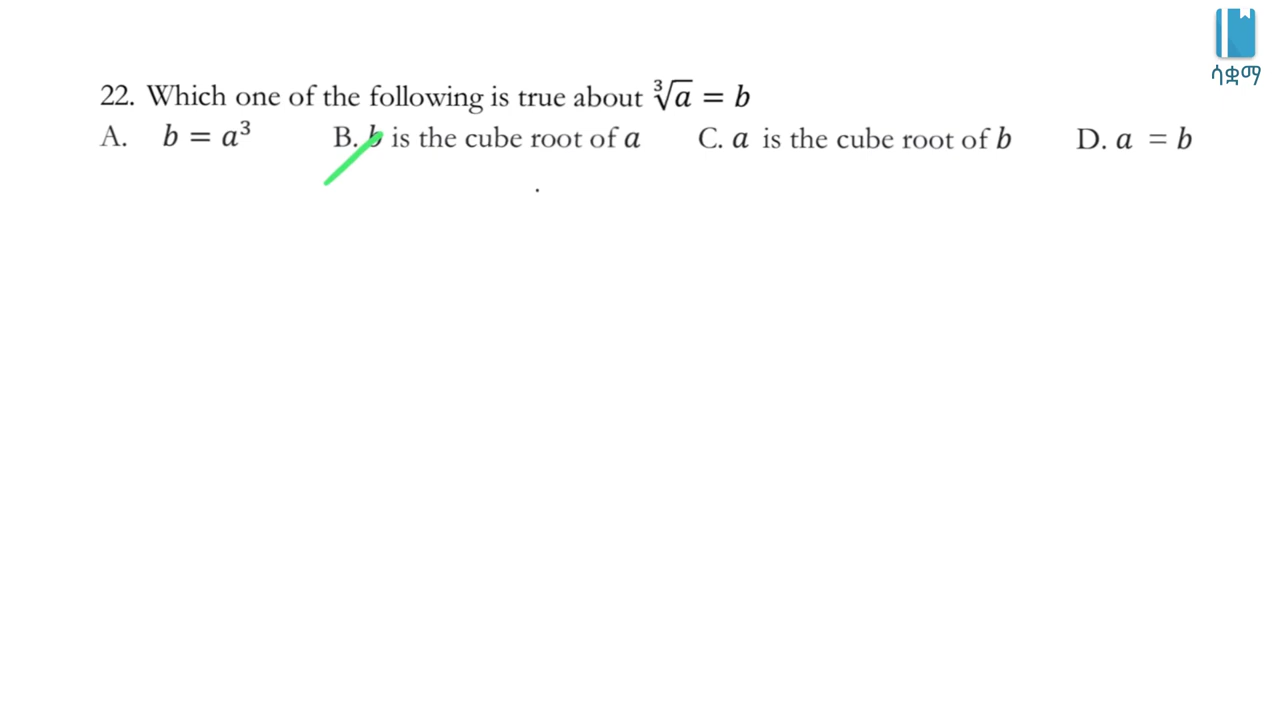 ሳቋማ
22. Which one of the following is true about ∛a = b
A. b = a³ B. b is the cube root of a C. a is the cube root of b D. a = b